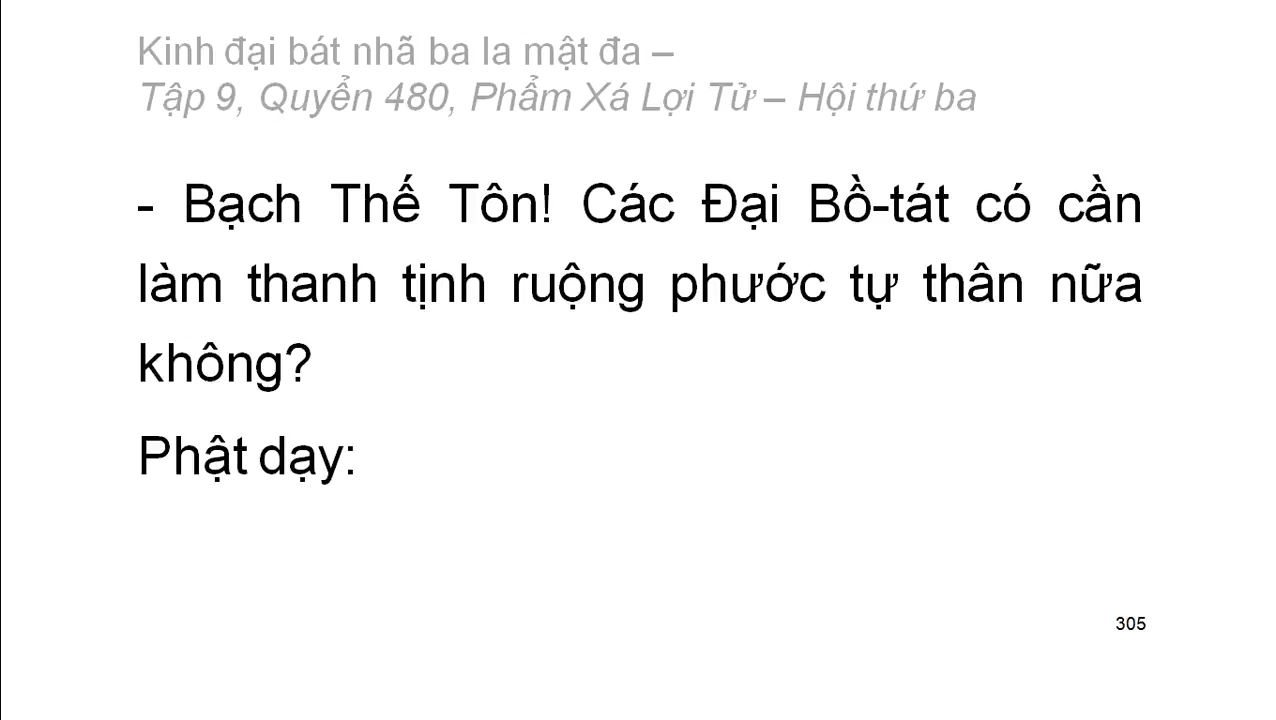 Kinh đại bát nhã ba la mật đa –
Tập 9, Quyển 480, Phẩm Xá Lợi Tử – Hội thứ ba
- Bạch Thế Tôn! Các Đại Bồ-tát có cần
làm thanh tịnh ruộng phước tự thân nữa
không?
Phật dạy:
305